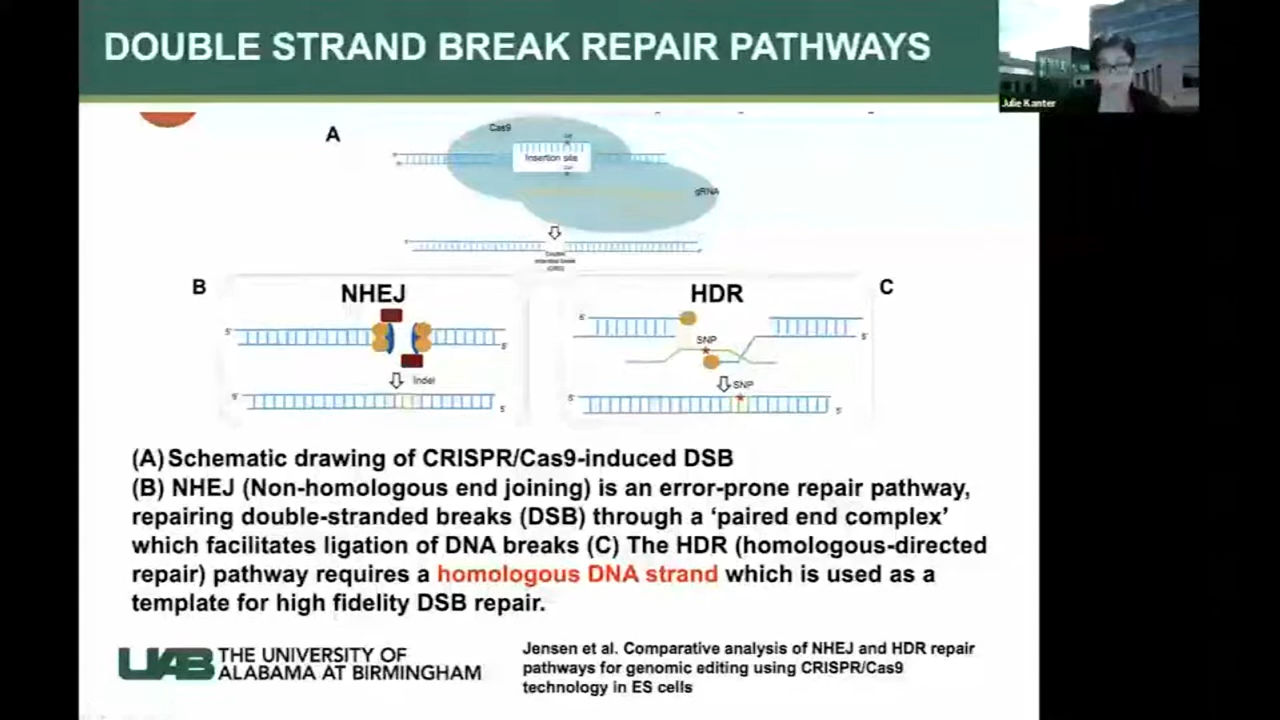 DOUBLE STRAND BREAK REPAIR PATHWAYS
Julie Kanter
A
Cas9
Insertion site
gRNA
B
NHEJ
HDR
C
5'
5'
5'
SNP
Indel
SNP
5'
5'
5'
5'
(A) Schematic drawing of CRISPR/Cas9-induced DSB
(B) NHEJ (Non-homologous end joining) is an error-prone repair pathway,
repairing double-stranded breaks (DSB) through a ‘paired end complex’
which facilitates ligation of DNA breaks (C) The HDR (homologous-directed
repair) pathway requires a homologous DNA strand which is used as a
template for high fidelity DSB repair.
UAB THE UNIVERSITY OF
ALABAMA AT BIRMINGHAM
Jensen et al. Comparative analysis of NHEJ and HDR repair
pathways for genomic editing using CRISPR/Cas9
technology in ES cells